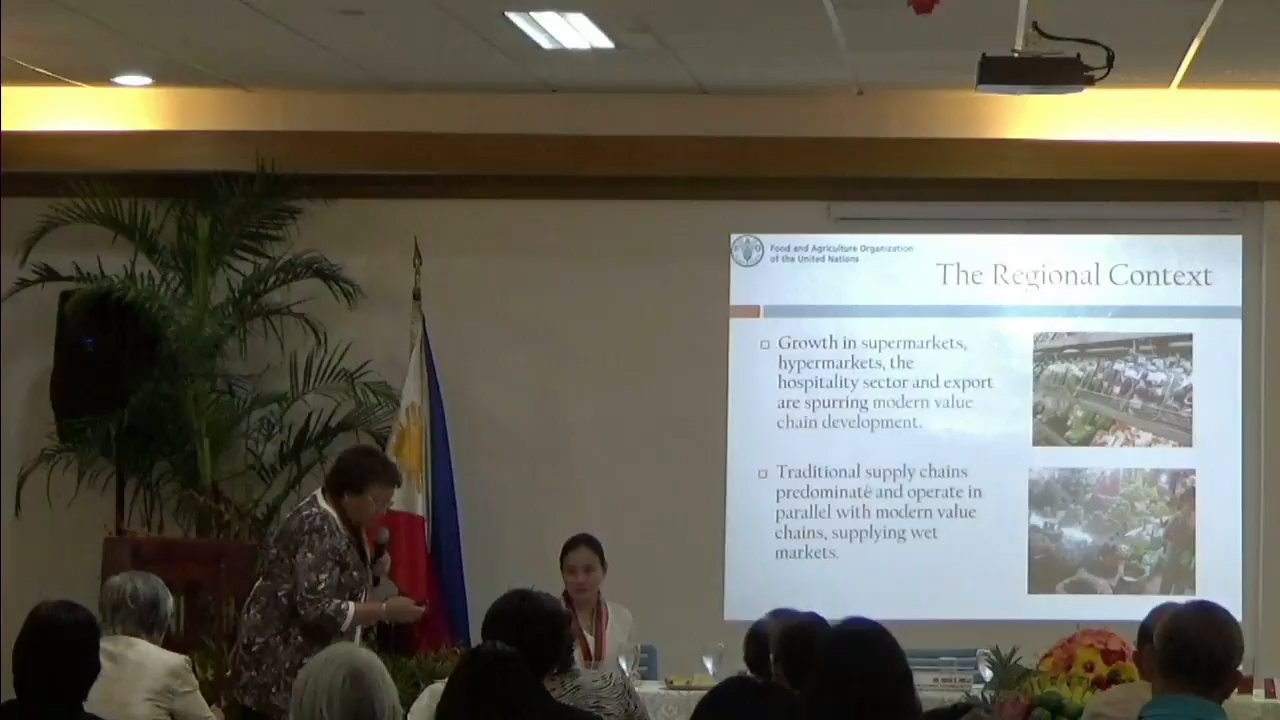 Food and Agriculture Organization
of the United Nations
The Regional Context
Growth in supermarkets,
hypermarkets, the
hospitality sector and export
are spurring modern value
chain development.
Traditional supply chains
predominate and operate in
parallel with modern value
chains, supplying wet
markets.